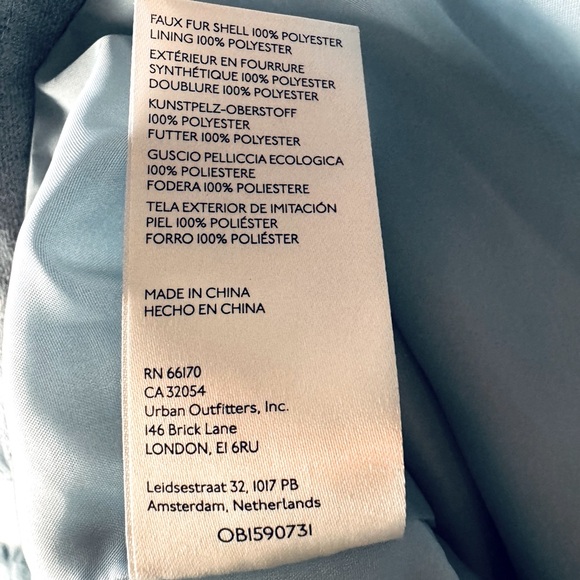 FAUX FUR SHELL 100% POLYESTER
LINING 100% POLYESTER
EXTÉRIEUR EN FOURRURE
SYNTHÉTIQUE 100% POLYESTER
DOUBLURE 100% POLYESTER
KUNSTPELZ-OBERSTOFF
100% POLYESTER
FUTTER 100% POLYESTER
GUSCIO PELLICCIA ECOLOGICA
100% POLIESTERE
FODERA 100% POLIESTERE
TELA EXTERIOR DE IMITACIÓN
PIEL 100% POLIÉSTER
FORRO 100% POLIÉSTER
MADE IN CHINA
HECHO EN CHINA
RN 66170
CA 32054
Urban Outfitters, Inc.
146 Brick Lane
LONDON, E1 6RU
Leidsestraat 32, 1017 PB
Amsterdam, Netherlands
OB1590731